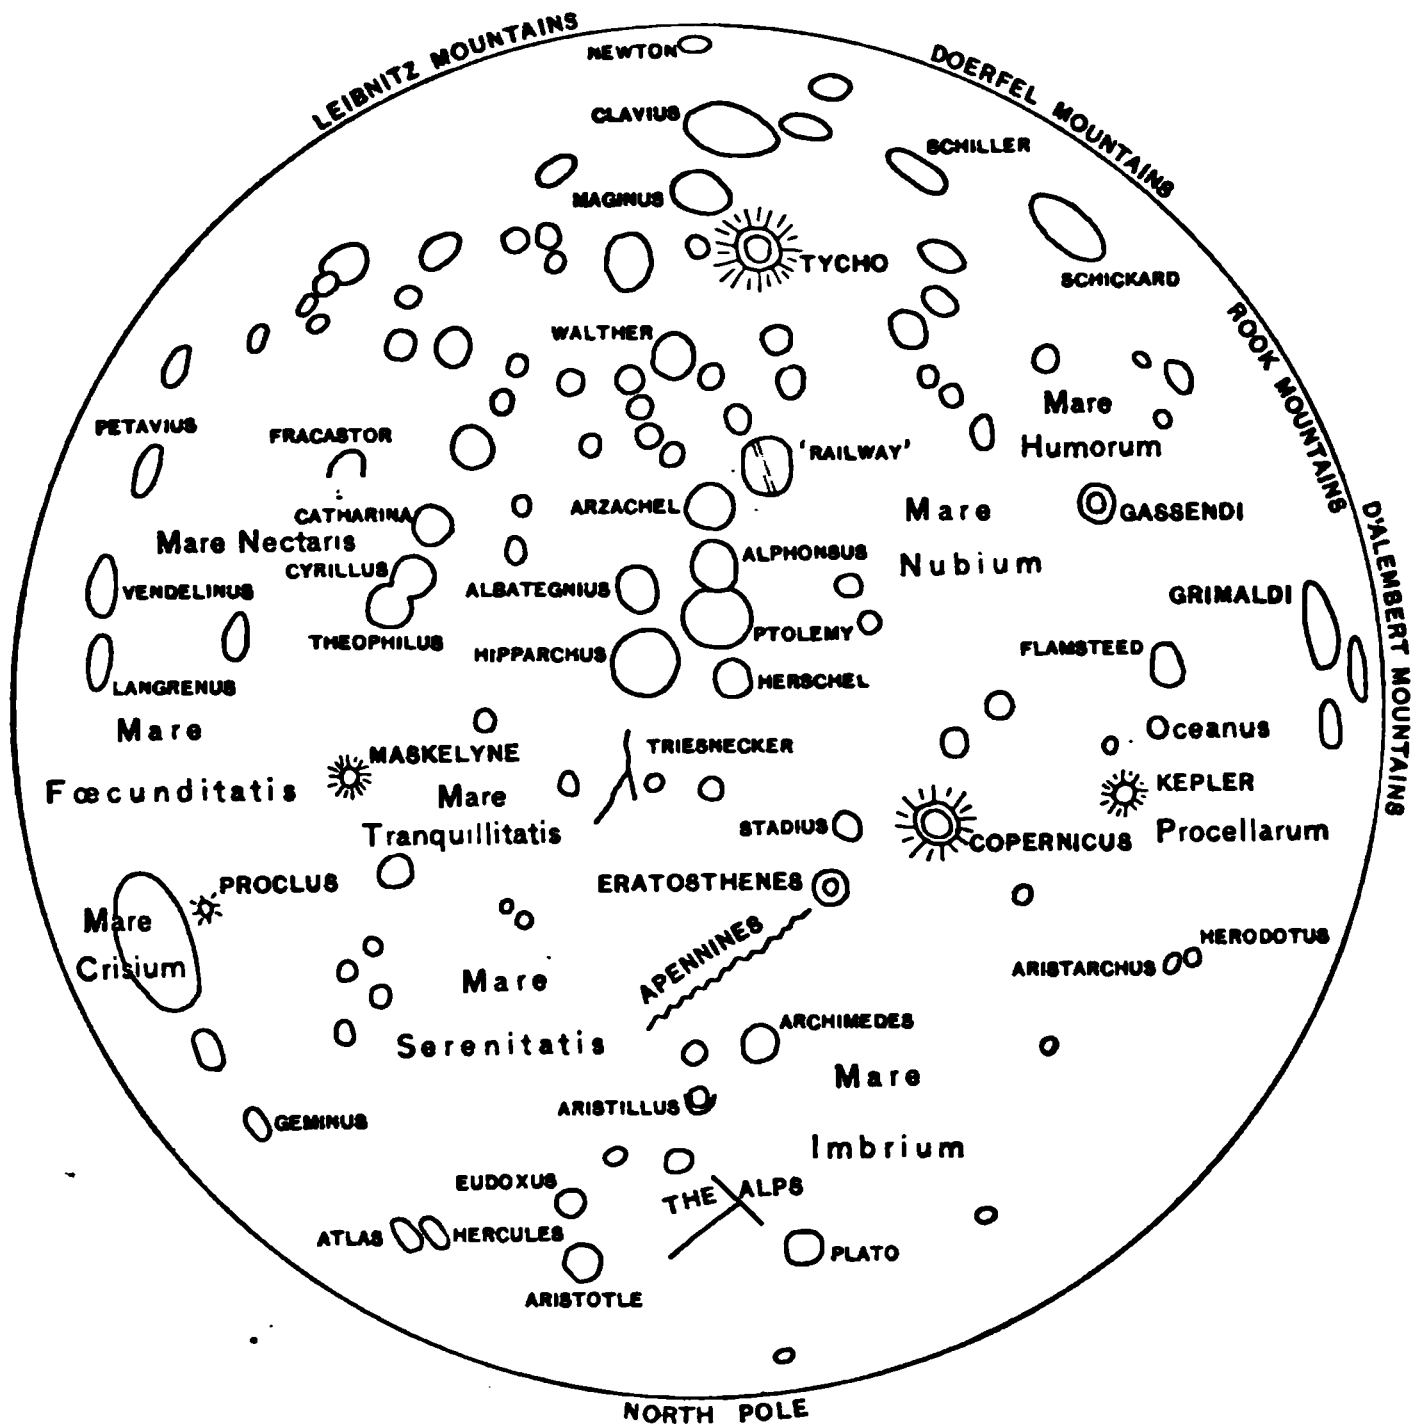 LEIBNITZ MOUNTAINS
NEWTON
DOERFEL MOUNTAINS
CLAVIUS
SCHILLER
MAGINUS
TYCHO
SCHICKARD
ROOK MOUNTAINS
WALTHER
Mare
Humorum
PETAVIUS
FRACASTOR
'RAILWAY'
CATHARINA
ARZACHEL
Mare
Nubium
GASSENDI
D'ALEMBERT MOUNTAINS
Mare Nectaris
CYRILLUS
ALPHONSUS
VENDELINUS
ALBATEGNIUS
GRIMALDI
THEOPHILUS
PTOLEMY
HIPPARCHUS
FLAMSTEED
LANGRENUS
HERSCHEL
Mare
Fœcunditatis
MASKELYNE
TRIESNECKER
Oceanus
Procellarum
KEPLER
Mare
Tranquillitatis
STADIUS
COPERNICUS
PROCLUS
ERATOSTHENES
Mare
Crisium
APENNINES
HERODOTUS
ARISTARCHUS
Mare
Serenitatis
ARCHIMEDES
Mare
Imbrium
ARISTILLUS
GEMINUS
EUDOXUS
THE ALPS
ATLAS
HERCULES
PLATO
ARISTOTLE
NORTH POLE